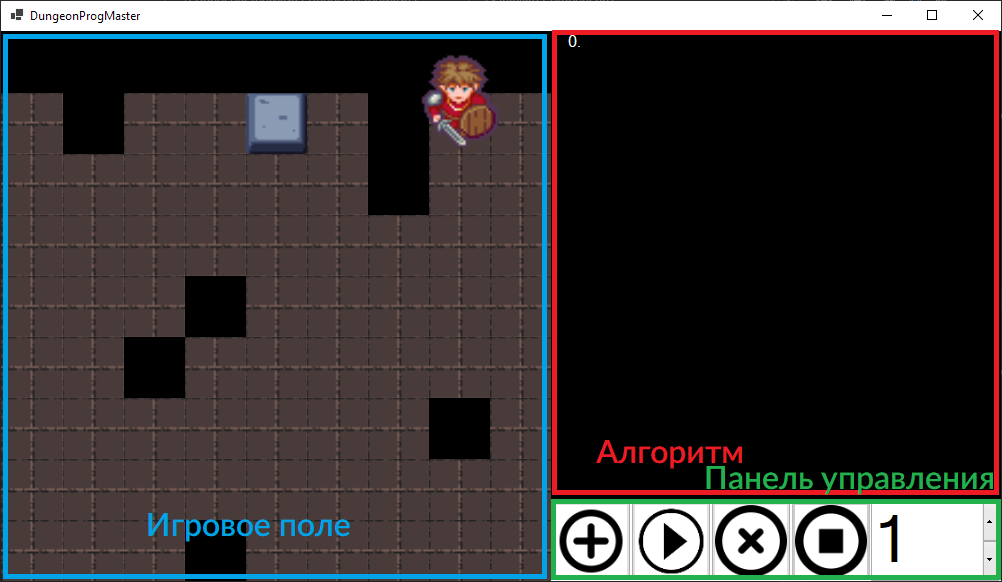 DungeonProgMaster
0.
Алгоритм
Панель управления
Игровое поле
1